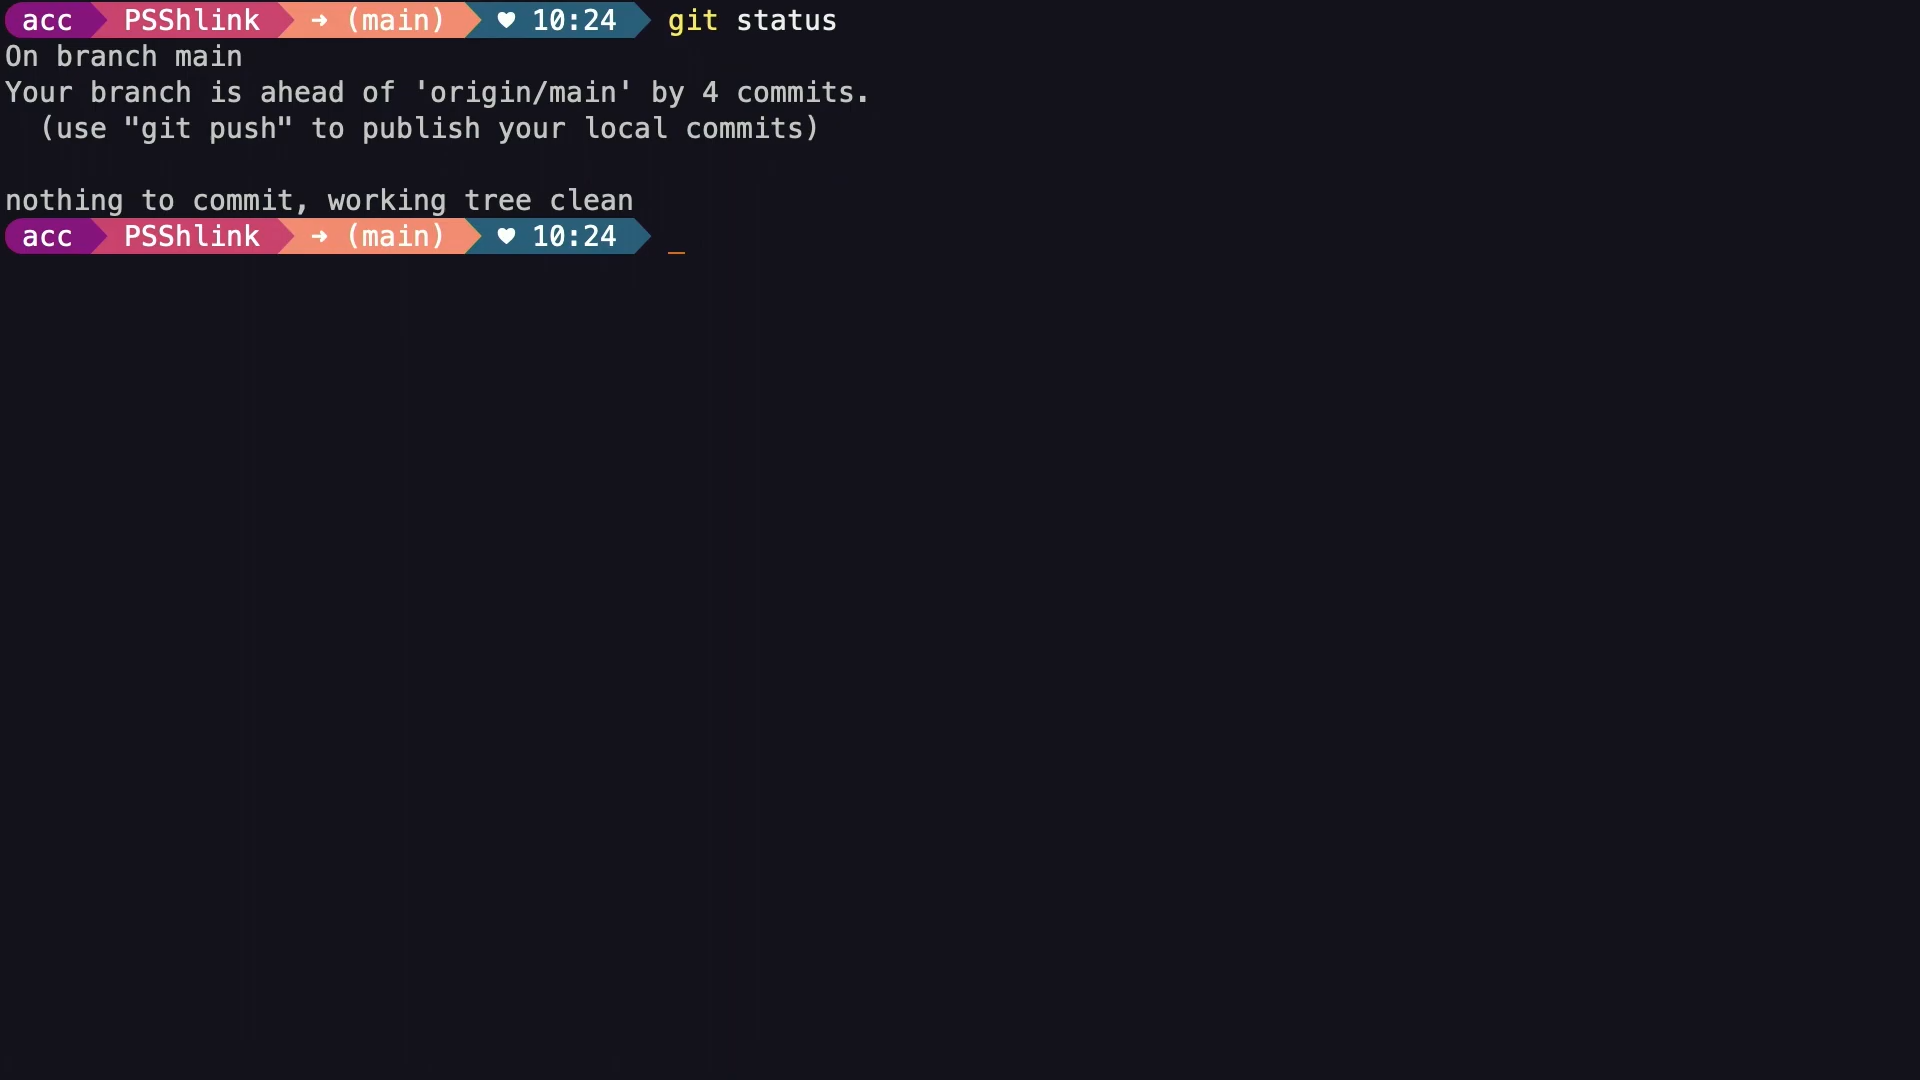 acc PSShlink ➜ (main) ♥ 10:24 git status
On branch main
Your branch is ahead of 'origin/main' by 4 commits.
  (use "git push" to publish your local commits)

nothing to commit, working tree clean
acc PSShlink ➜ (main) ♥ 10:24 _